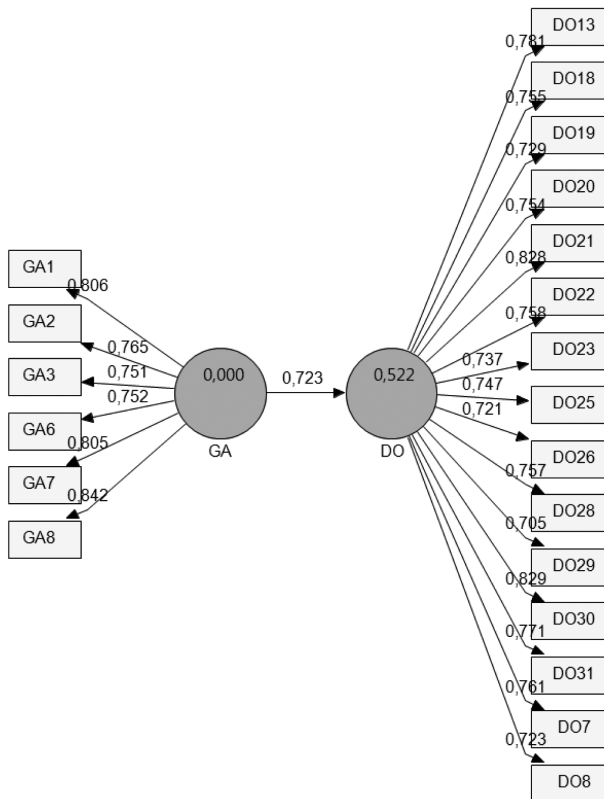 DO13
0,781
DO18
0,755
DO19
0,729
DO20
0,754
DO21
0,828
DO22
0,758
DO23
0,737
DO25
0,747
DO26
0,721
DO28
0,757
DO29
0,705
DO30
0,829
DO31
0,771
DO7
0,761
DO8
0,723
GA1
0,806
GA2
0,765
GA3
0,751
GA6
0,752
GA7
0,805
GA8
0,842
0,000
GA
0,723
0,522
DO